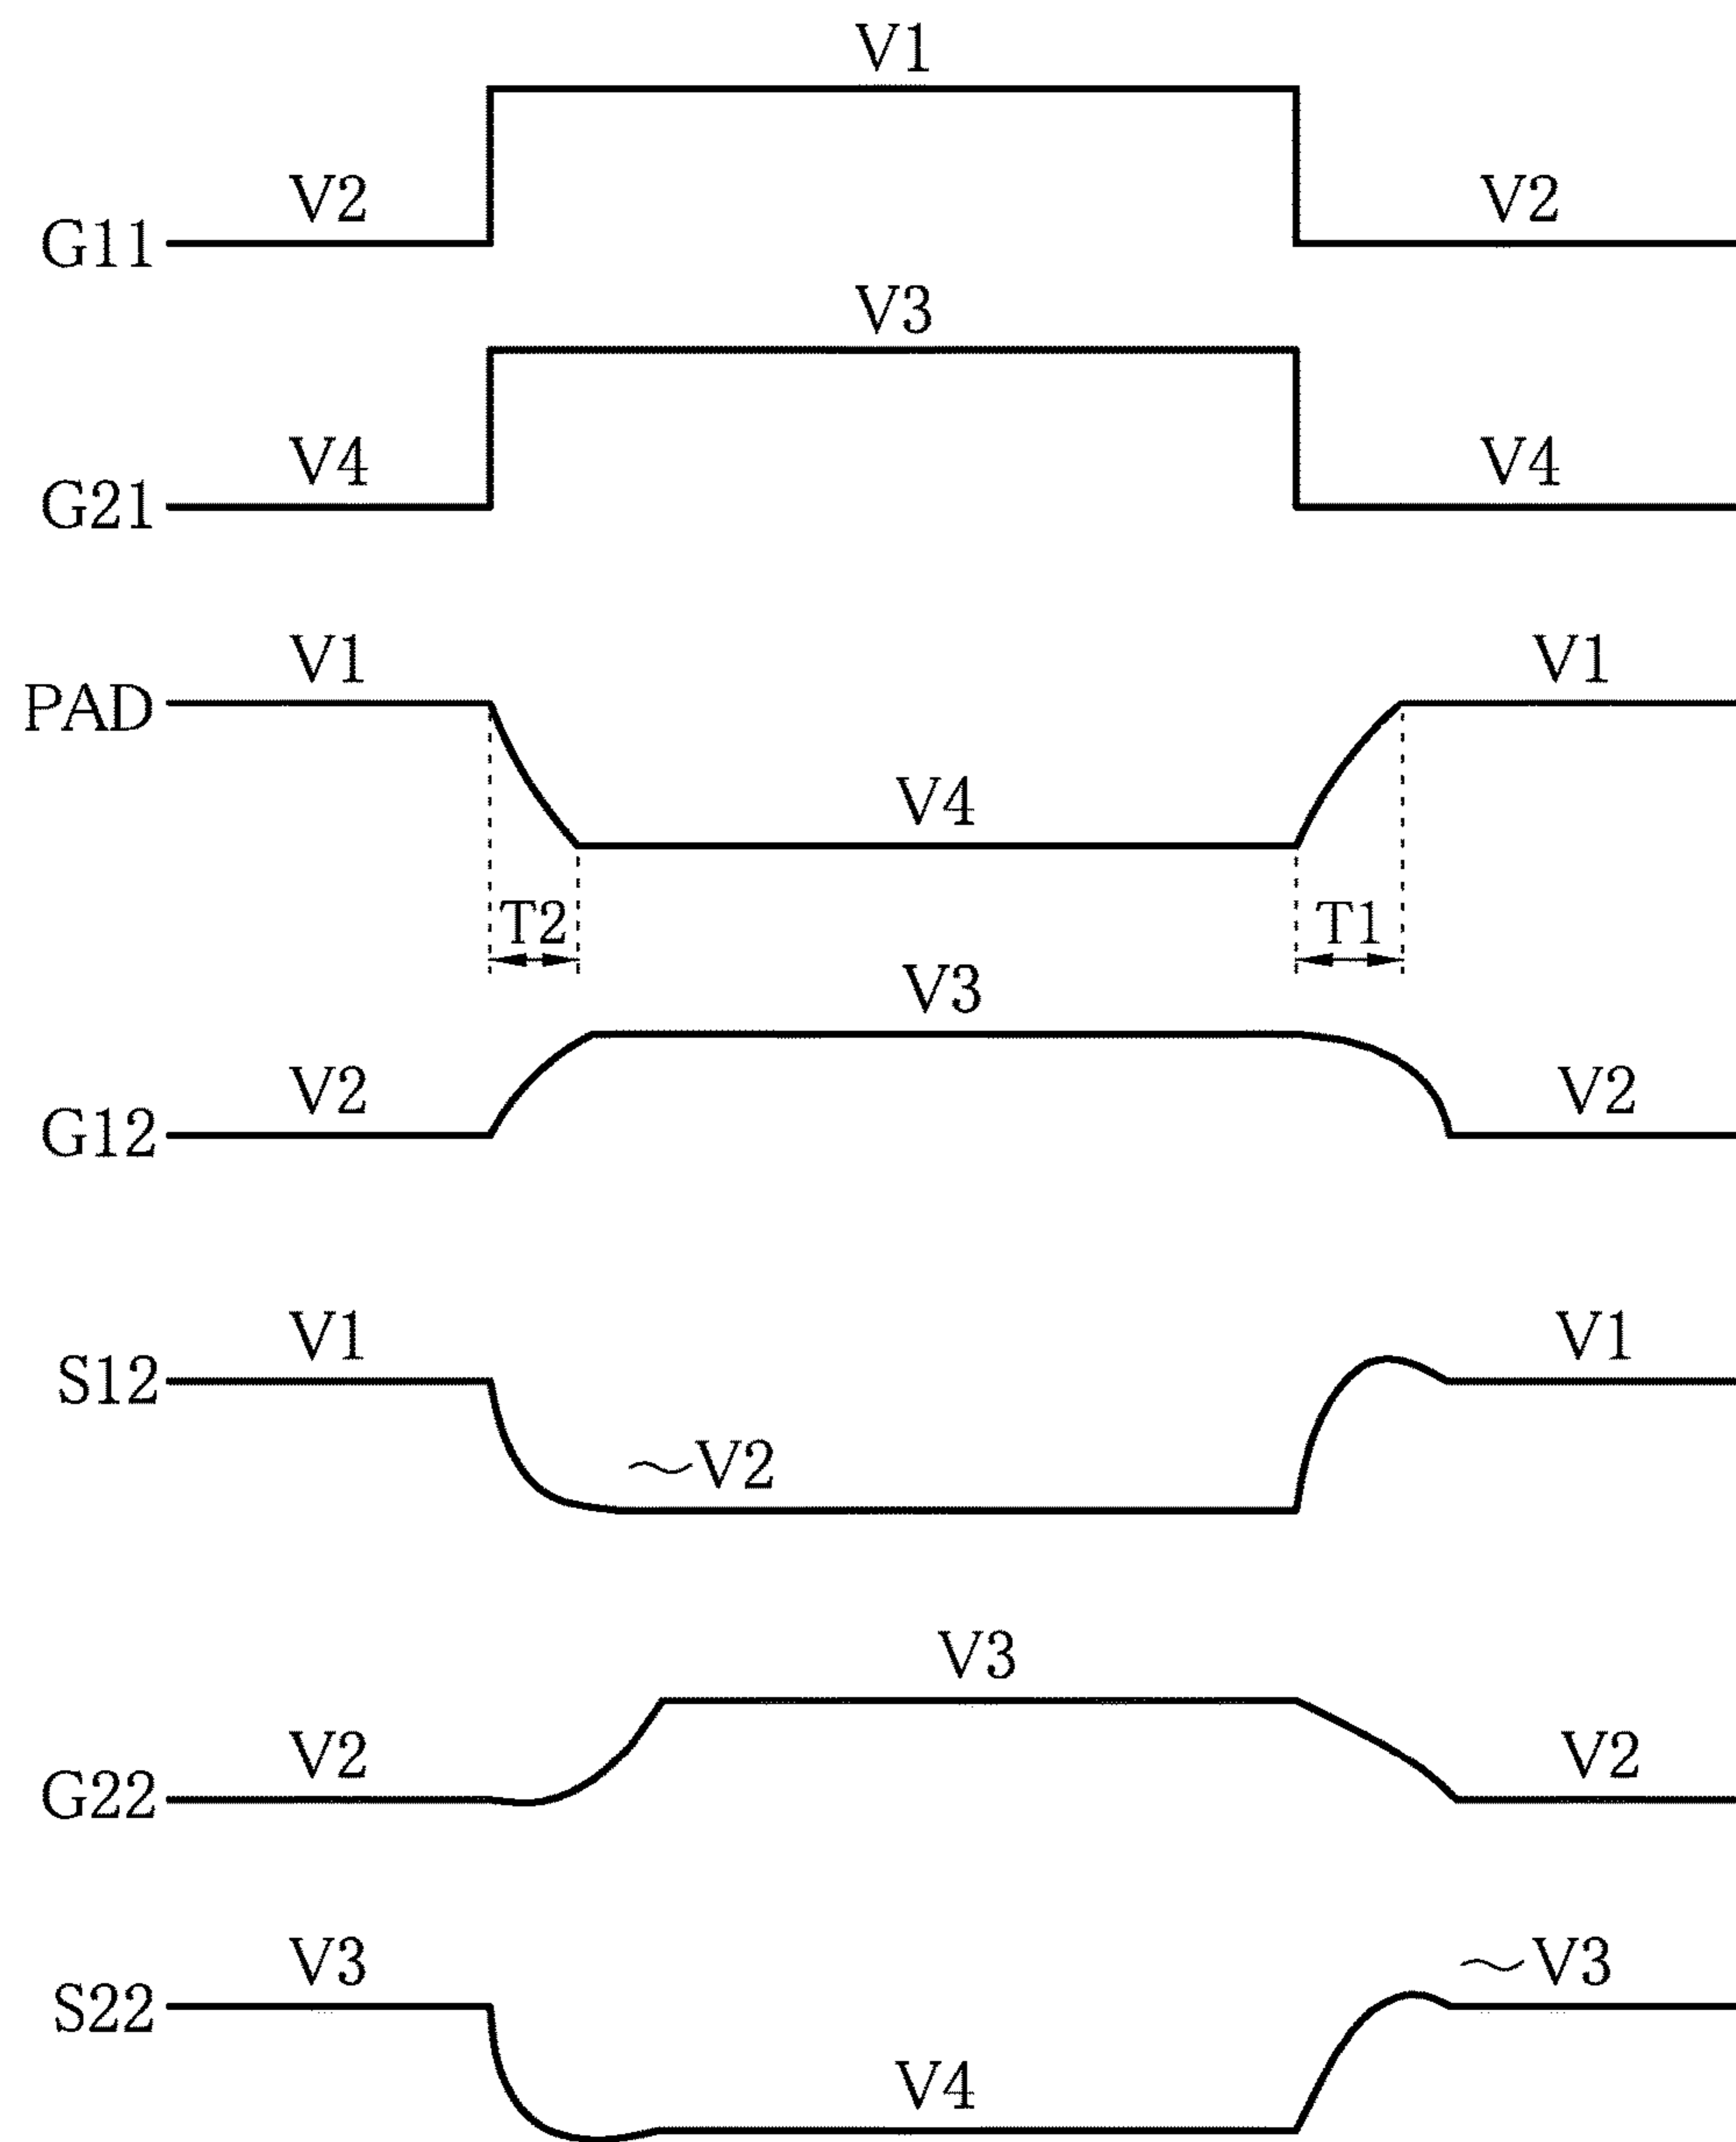 V1
G11 V2 V2
V3
G21 V4 V4
PAD V1 V1
V4
T2 T1
V3
G12 V2 V2
S12 V1 V1
~V2
V3
G22 V2 V2
S22 V3 ~V3
V4